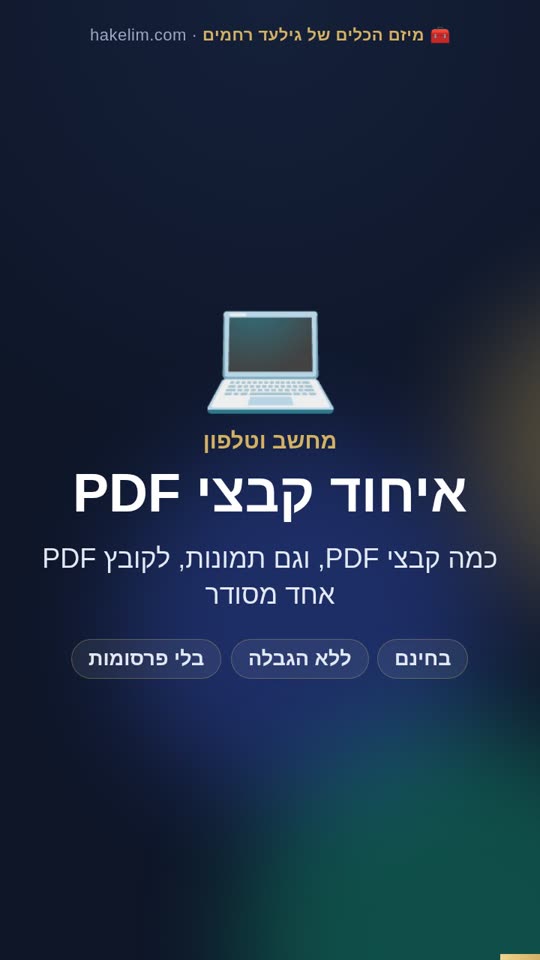 🧰 מיזם הכלים של גילעד רחמים · hakelim.com
מחשב וטלפון
איחוד קבצי PDF
כמה קבצי PDF, וגם תמונות, לקובץ PDF
אחד מסודר
בחינם
ללא הגבלה
בלי פרסומות